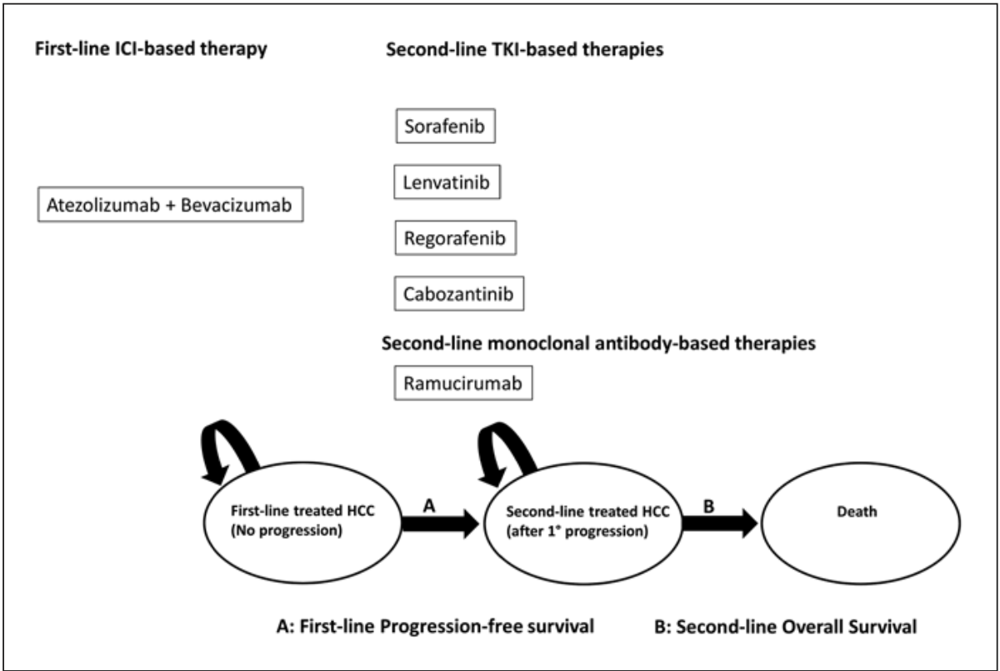 First-line ICI-based therapy
Second-line TKI-based therapies
Sorafenib
Lenvatinib
Atezolizumab + Bevacizumab
Regorafenib
Cabozantinib
Second-line monoclonal antibody-based therapies
Ramucirumab
First-line treated HCC
(No progression)
A
Second-line treated HCC
(after 1° progression)
B
Death
A: First-line Progression-free survival
B: Second-line Overall Survival